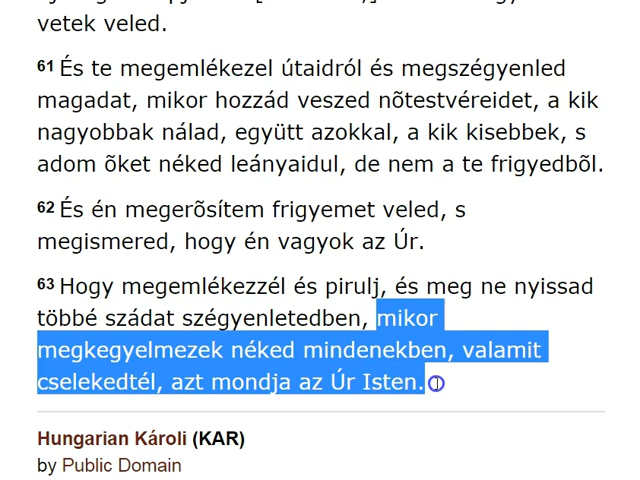 vetek veled.
61 És te megemlékezel útaidról és megszégyenled
magadat, mikor hozzád veszed nõtestvéreidet, a kik
nagyobbak nálad, együtt azokkal, a kik kisebbek, s
adom õket néked leányaidul, de nem a te frigyedbõl.
62 És én megerõsítem frigyemet veled, s
megismered, hogy én vagyok az Úr.
63 Hogy megemlékezzél és pirulj, és meg ne nyissad
többé szádat szégyenletedben, mikor
megkegyelmezek néked mindenekben, valamit
cselekedtél, azt mondja az Úr Isten.
Hungarian Károli (KAR)
by Public Domain